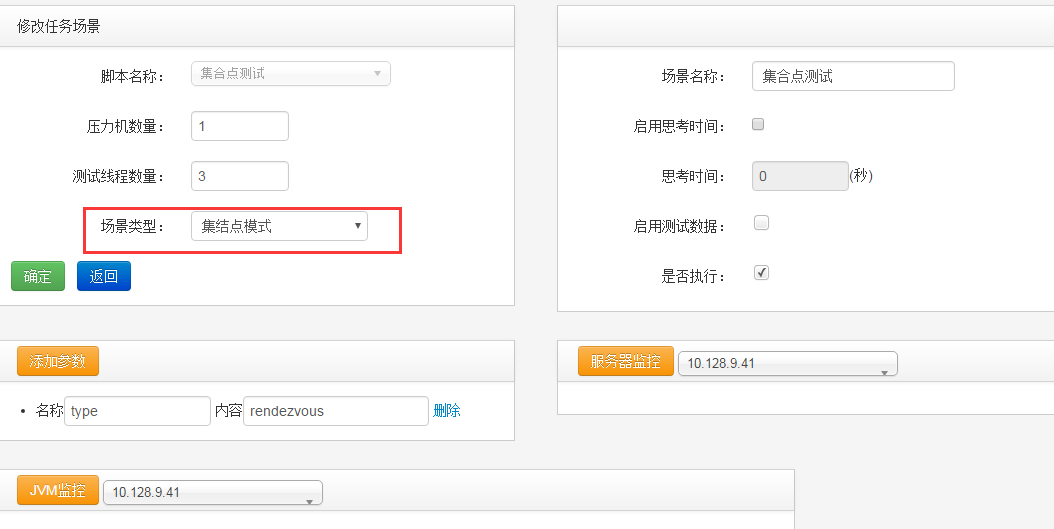 修改任务场景
脚本名称： 集合点测试
压力机数量： 1
测试线程数量： 3
场景类型： 集结点模式
确定 返回
场景名称： 集合点测试
启用思考时间：
思考时间： 0 (秒)
启用测试数据：
是否执行：
添加参数
名称 type 内容 rendezvous 删除
服务器监控 10.128.9.41
JVM监控 10.128.9.41